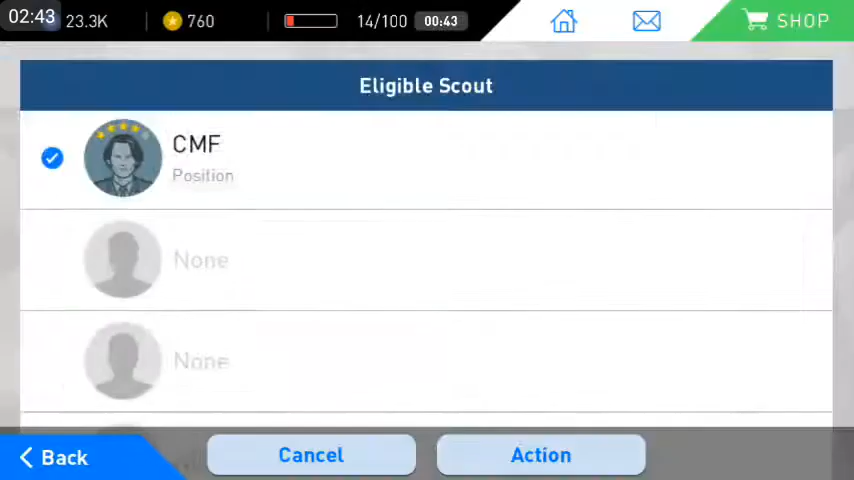 02:43 23.3K 760 14/100 00:43 SHOP
Eligible Scout
CMF
Position
None
None
Back Cancel Action